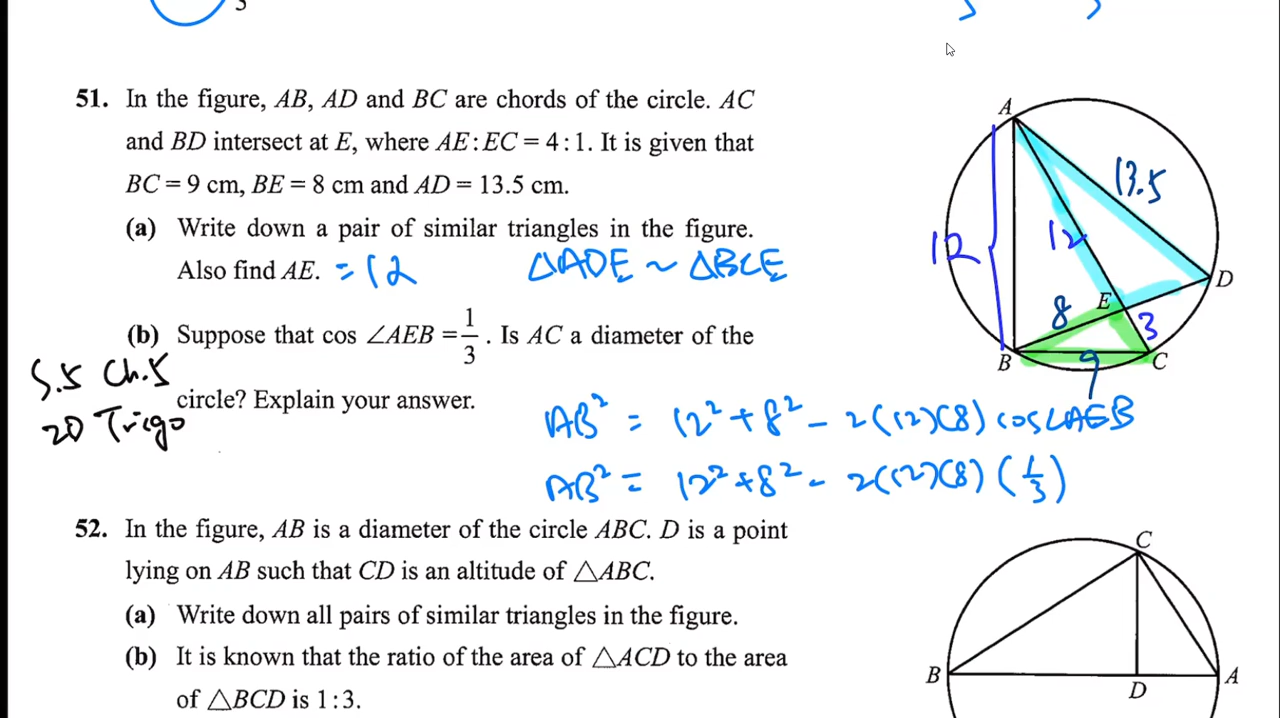 51. In the figure, AB, AD and BC are chords of the circle. AC
and BD intersect at E, where AE : EC = 4 : 1. It is given that
BC = 9 cm, BE = 8 cm and AD = 13.5 cm.
(a) Write down a pair of similar triangles in the figure.
Also find AE. = 12 △ADE ~ △BCE
(b) Suppose that cos ∠AEB = 1/3 . Is AC a diameter of the
circle? Explain your answer.
S.5 Ch.5
2D Trigo
AB² = 12² + 8² - 2(12)(8) cos∠AEB
AB² = 12² + 8² - 2(12)(8) (1/3)
A
13.5
12
12
D
E
8
3
B
9
C
52. In the figure, AB is a diameter of the circle ABC. D is a point
lying on AB such that CD is an altitude of △ABC.
(a) Write down all pairs of similar triangles in the figure.
(b) It is known that the ratio of the area of △ACD to the area
of △BCD is 1 : 3.
C
B
A
D